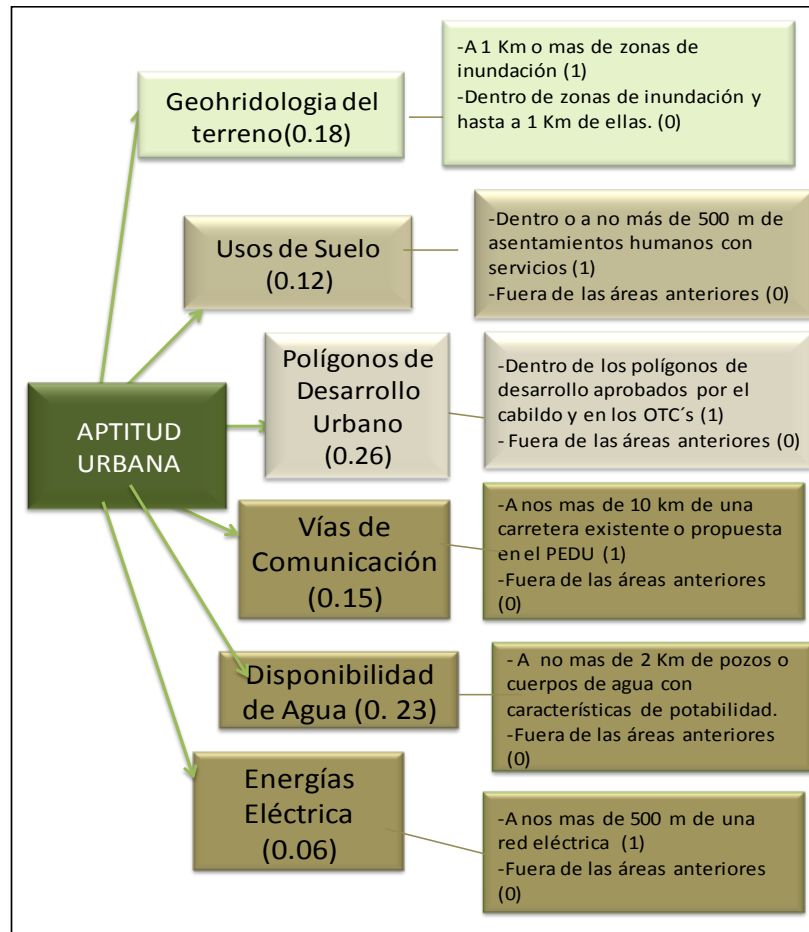 Geohridologia del
terreno(0.18)
-A 1 Km o mas de zonas de
inundación (1)
-Dentro de zonas de inundación y
hasta a 1 Km de ellas. (0)
Usos de Suelo
(0.12)
-Dentro o a no más de 500 m de
asentamientos humanos con
servicios (1)
-Fuera de las áreas anteriores (0)
APTITUD
URBANA
Polígonos de
Desarrollo
Urbano
(0.26)
-Dentro de los polígonos de
desarrollo aprobados por el
cabildo y en los OTC´s (1)
- Fuera de las áreas anteriores (0)
Vías de
Comunicación
(0.15)
-A nos mas de 10 km de una
carretera existente o propuesta
en el PEDU (1)
-Fuera de las áreas anteriores
(0)
Disponibilidad
de Agua (0. 23)
- A no mas de 2 Km de pozos o
cuerpos de agua con
características de potabilidad.
-Fuera de las áreas anteriores
(0)
Energías
Eléctrica
(0.06)
-A nos mas de 500 m de una
red eléctrica (1)
-Fuera de las áreas anteriores
(0)